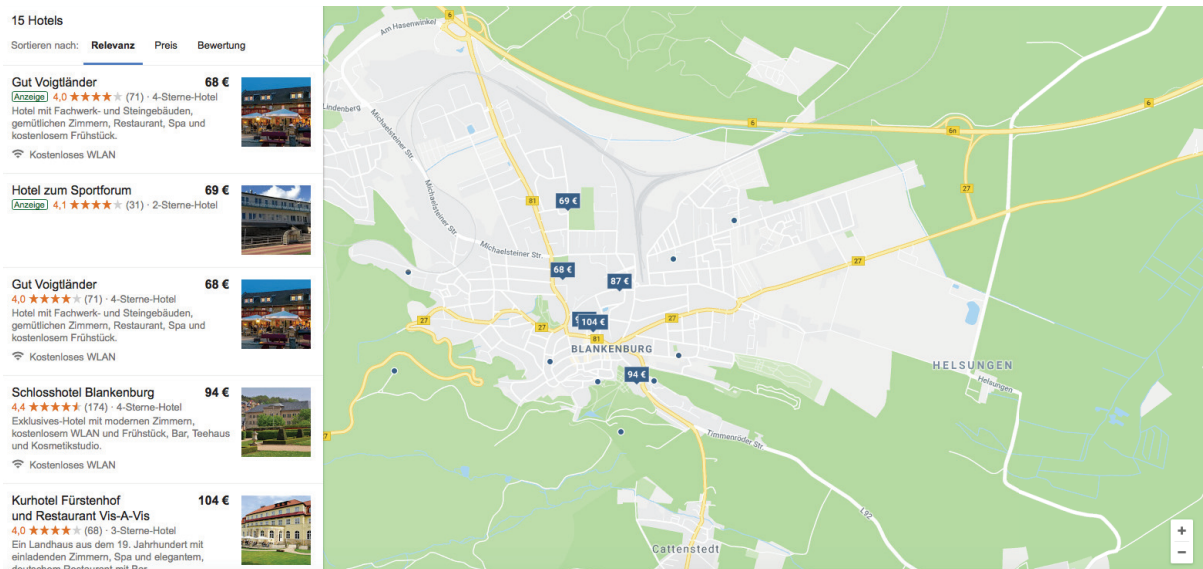 15 Hotels
Sortieren nach: Relevanz Preis Bewertung
Gut Voigtländer 68 €
Anzeige 4,0 ★★★★★ (71) · 4-Sterne-Hotel
Hotel mit Fachwerk- und Steingebäuden,
gemütlichen Zimmern, Restaurant, Spa und
kostenlosem Frühstück.
Kostenloses WLAN
Hotel zum Sportforum 69 €
Anzeige 4,1 ★★★★★ (31) · 2-Sterne-Hotel
Gut Voigtländer 68 €
4,0 ★★★★★ (71) · 4-Sterne-Hotel
Hotel mit Fachwerk- und Steingebäuden,
gemütlichen Zimmern, Restaurant, Spa und
kostenlosem Frühstück.
Kostenloses WLAN
Schlosshotel Blankenburg 94 €
4,4 ★★★★★ (174) · 4-Sterne-Hotel
Exklusives-Hotel mit modernen Zimmern,
kostenlosem WLAN und Frühstück, Bar, Teehaus
und Kosmetikstudio.
Kostenloses WLAN
Kurhotel Fürstenhof 104 €
und Restaurant Vis-A-Vis
4,0 ★★★★★ (68) · 3-Sterne-Hotel
Ein Landhaus aus dem 19. Jahrhundert mit
einladenden Zimmern, Spa und elegantem,
deutschem Restaurant mit Bar
6
Am Hasenwinkel
Lindenberg
Michaelsteiner Str.
6
6
6n
27
Michaelsteiner Str.
81
69 €
Michaelsteiner Str.
68 €
87 €
27
104 €
27
27
27
81
BLANKENBURG
94 €
HELSUNGEN
Helsungen
27
Timmenröder Str.
L92
Cattenstedt
+
−